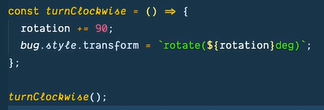 const turnClockwise = () => {
  rotation += 90;
  bug.style.transform = `rotate(${rotation}deg)`;
};
turnClockwise();